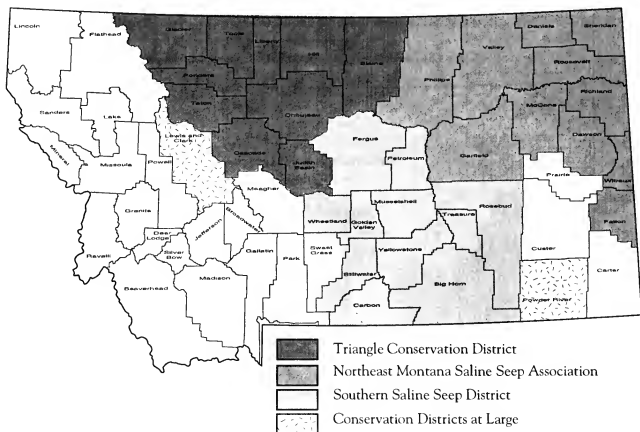 Lincoln
Flathead
Glacier
Toole
Liberty
Hill
Blaine
Phillips
Valley
Daniels
Sheridan
Roosevelt
Pondera
Teton
Chouteau
Richland
McCone
Dawson
Sanders
Lake
Lewis and
Clark
Cascade
Judith
Basin
Fergus
Petroleum
Garfield
Wibaux
Prairie
Mineral
Missoula
Powell
Meagher
Fallon
Granite
Deer
Lodge
Silver
Bow
Jefferson
Broadwater
Wheatland
Golden
Valley
Musselshell
Treasure
Rosebud
Custer
Ravalli
Gallatin
Park
Sweet
Grass
Stillwater
Yellowstone
Carter
Beaverhead
Madison
Carbon
Big Horn
Powder River
Triangle Conservation District
Northeast Montana Saline Seep Association
Southern Saline Seep District
Conservation Districts at Large